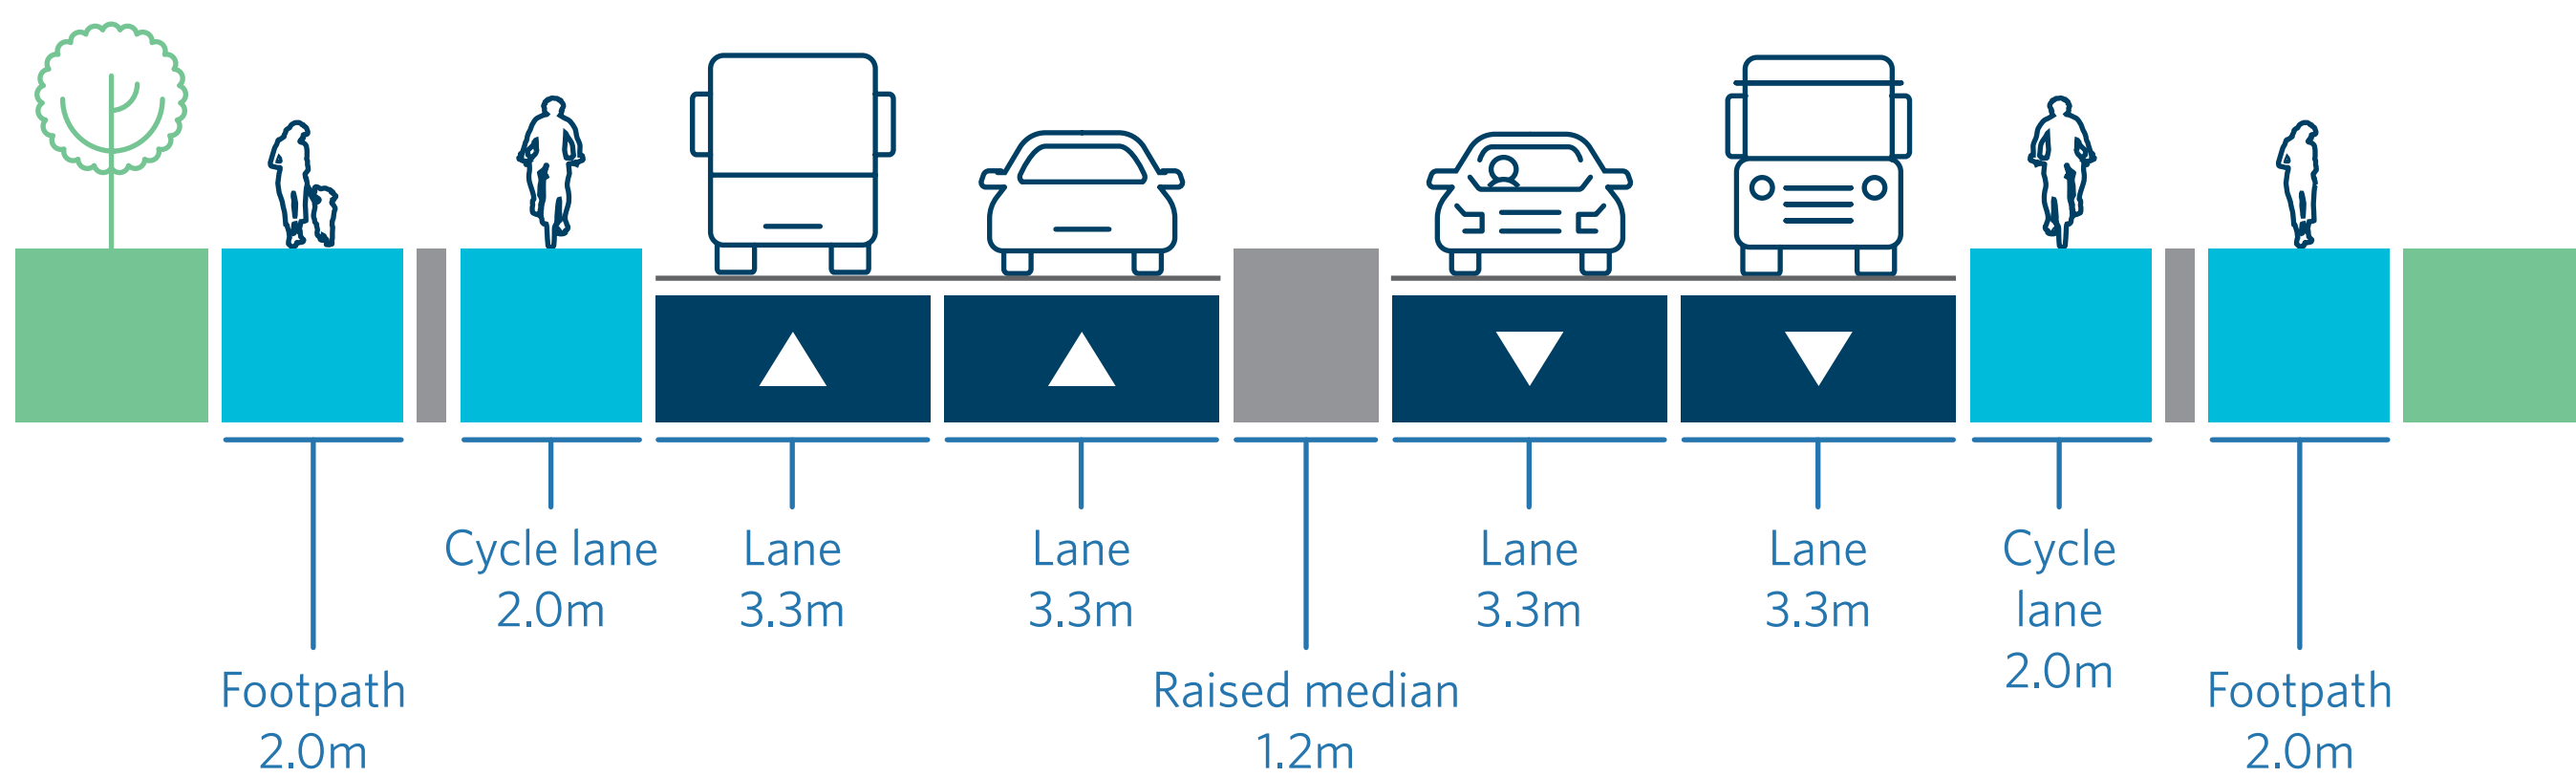 Footpath
2.0m
Cycle lane
2.0m
Lane
3.3m
Lane
3.3m
Raised median
1.2m
Lane
3.3m
Lane
3.3m
Cycle
lane
2.0m
Footpath
2.0m